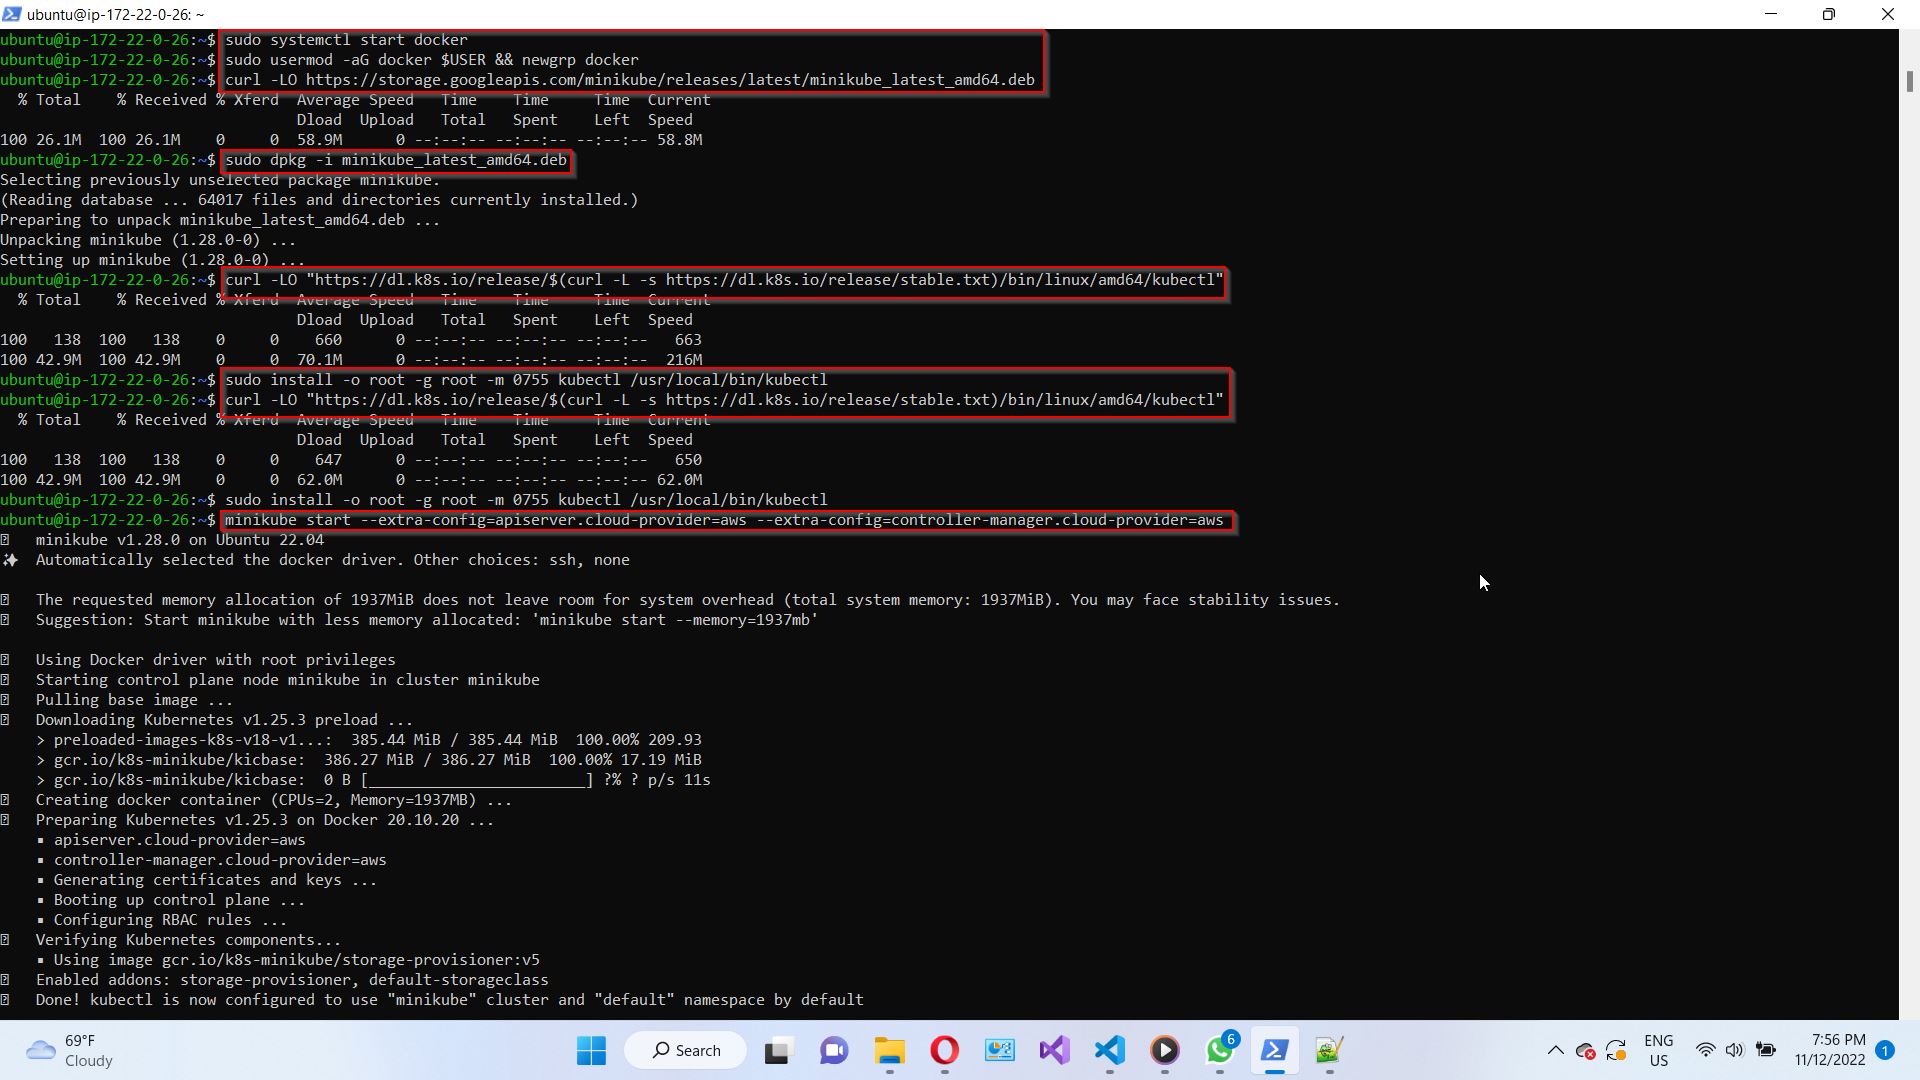 ubuntu@ip-172-22-0-26: ~
ubuntu@ip-172-22-0-26:~$ sudo systemctl start docker
ubuntu@ip-172-22-0-26:~$ sudo usermod -aG docker $USER && newgrp docker
ubuntu@ip-172-22-0-26:~$ curl -LO https://storage.googleapis.com/minikube/releases/latest/minikube_latest_amd64.deb
  % Total    % Received % Xferd  Average Speed   Time    Time     Time  Current
                                 Dload  Upload   Total   Spent    Left  Speed
100 26.1M  100 26.1M    0     0  58.9M      0 --:--:-- --:--:-- --:--:-- 58.8M
ubuntu@ip-172-22-0-26:~$ sudo dpkg -i minikube_latest_amd64.deb
Selecting previously unselected package minikube.
(Reading database ... 64017 files and directories currently installed.)
Preparing to unpack minikube_latest_amd64.deb ...
Unpacking minikube (1.28.0-0) ...
Setting up minikube (1.28.0-0) ...
ubuntu@ip-172-22-0-26:~$ curl -LO "https://dl.k8s.io/release/$(curl -L -s https://dl.k8s.io/release/stable.txt)/bin/linux/amd64/kubectl"
  % Total    % Received % Xferd  Average Speed   Time    Time     Time  Current
                                 Dload  Upload   Total   Spent    Left  Speed
100   138  100   138    0     0    660      0 --:--:-- --:--:-- --:--:--   663
100 42.9M  100 42.9M    0     0  70.1M      0 --:--:-- --:--:-- --:--:--  216M
ubuntu@ip-172-22-0-26:~$ sudo install -o root -g root -m 0755 kubectl /usr/local/bin/kubectl
ubuntu@ip-172-22-0-26:~$ curl -LO "https://dl.k8s.io/release/$(curl -L -s https://dl.k8s.io/release/stable.txt)/bin/linux/amd64/kubectl"
  % Total    % Received % Xferd  Average Speed   Time    Time     Time  Current
                                 Dload  Upload   Total   Spent    Left  Speed
100   138  100   138    0     0    647      0 --:--:-- --:--:-- --:--:--   650
100 42.9M  100 42.9M    0     0  62.0M      0 --:--:-- --:--:-- --:--:-- 62.0M
ubuntu@ip-172-22-0-26:~$ sudo install -o root -g root -m 0755 kubectl /usr/local/bin/kubectl
ubuntu@ip-172-22-0-26:~$ minikube start --extra-config=apiserver.cloud-provider=aws --extra-config=controller-manager.cloud-provider=aws
minikube v1.28.0 on Ubuntu 22.04
Automatically selected the docker driver. Other choices: ssh, none
The requested memory allocation of 1937MiB does not leave room for system overhead (total system memory: 1937MiB). You may face stability issues.
Suggestion: Start minikube with less memory allocated: 'minikube start --memory=1937mb'
Using Docker driver with root privileges
Starting control plane node minikube in cluster minikube
Pulling base image ...
Downloading Kubernetes v1.25.3 preload ...
> preloaded-images-k8s-v18-v1...:  385.44 MiB / 385.44 MiB  100.00% 209.93
> gcr.io/k8s-minikube/kicbase:  386.27 MiB / 386.27 MiB  100.00% 17.19 MiB
> gcr.io/k8s-minikube/kicbase:  0 B [________________________] ?% ? p/s 11s
Creating docker container (CPUs=2, Memory=1937MB) ...
Preparing Kubernetes v1.25.3 on Docker 20.10.20 ...
▪ apiserver.cloud-provider=aws
▪ controller-manager.cloud-provider=aws
▪ Generating certificates and keys ...
▪ Booting up control plane ...
▪ Configuring RBAC rules ...
Verifying Kubernetes components...
▪ Using image gcr.io/k8s-minikube/storage-provisioner:v5
Enabled addons: storage-provisioner, default-storageclass
Done! kubectl is now configured to use "minikube" cluster and "default" namespace by default
69°F
Cloudy
Search
6
ENG
US
7:56 PM
11/12/2022
1